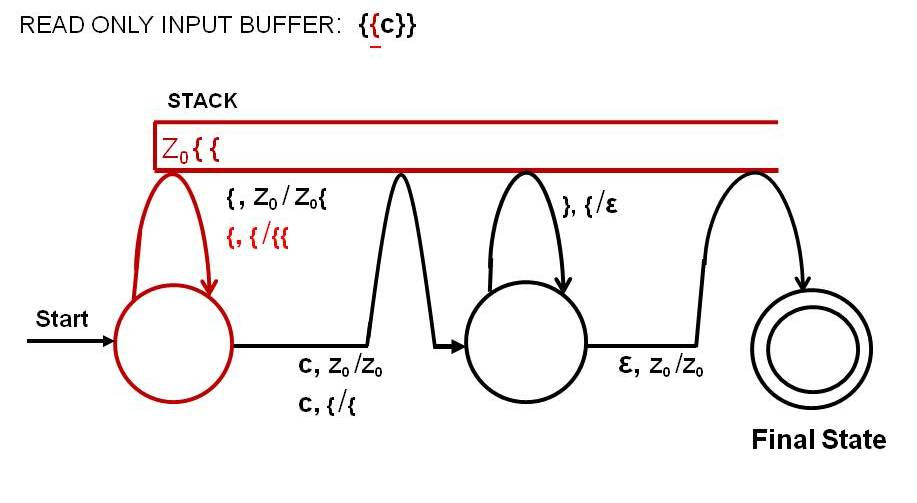 READ ONLY INPUT BUFFER: {{c}}
STACK
Z₀{{
{, Z₀/Z₀{
{, {/{{
}, {/ε
Start
c, Z₀/Z₀
c, {/{
ε, Z₀/Z₀
Final State